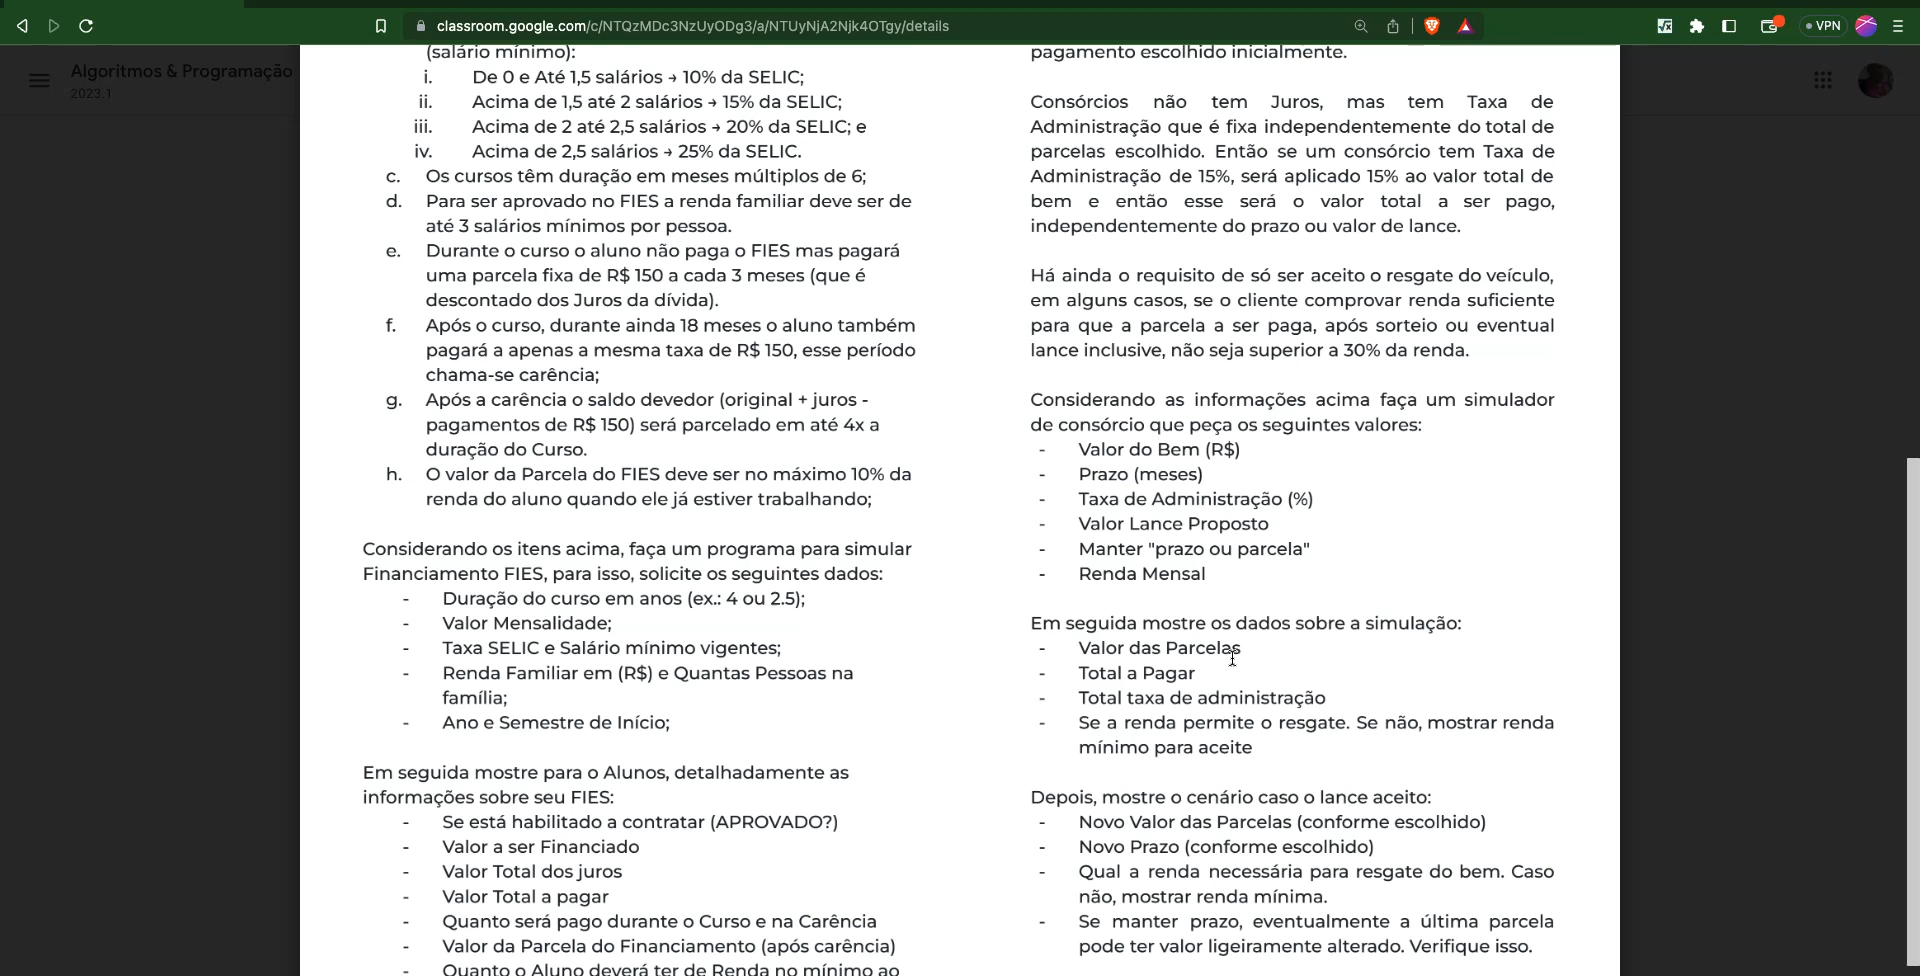 classroom.google.com/c/NTQzMDc3NzUyODg3/a/NTUyNjA2Njk4OTgy/details
VPN
Algoritmos & Programação
2023.1
(salário mínimo):
i. De 0 e Até 1,5 salários → 10% da SELIC;
ii. Acima de 1,5 até 2 salários → 15% da SELIC;
iii. Acima de 2 até 2,5 salários → 20% da SELIC; e
iv. Acima de 2,5 salários → 25% da SELIC.
c. Os cursos têm duração em meses múltiplos de 6;
d. Para ser aprovado no FIES a renda familiar deve ser de
até 3 salários mínimos por pessoa.
e. Durante o curso o aluno não paga o FIES mas pagará
uma parcela fixa de R$ 150 a cada 3 meses (que é
descontado dos Juros da dívida).
f. Após o curso, durante ainda 18 meses o aluno também
pagará a apenas a mesma taxa de R$ 150, esse período
chama-se carência;
g. Após a carência o saldo devedor (original + juros -
pagamentos de R$ 150) será parcelado em até 4x a
duração do Curso.
h. O valor da Parcela do FIES deve ser no máximo 10% da
renda do aluno quando ele já estiver trabalhando;
Considerando os itens acima, faça um programa para simular
Financiamento FIES, para isso, solicite os seguintes dados:
- Duração do curso em anos (ex.: 4 ou 2.5);
- Valor Mensalidade;
- Taxa SELIC e Salário mínimo vigentes;
- Renda Familiar em (R$) e Quantas Pessoas na
família;
- Ano e Semestre de Início;
Em seguida mostre para o Alunos, detalhadamente as
informações sobre seu FIES:
- Se está habilitado a contratar (APROVADO?)
- Valor a ser Financiado
- Valor Total dos juros
- Valor Total a pagar
- Quanto será pago durante o Curso e na Carência
- Valor da Parcela do Financiamento (após carência)
- Quanto o Aluno deverá ter de Renda no mínimo ao
pagamento escolhido inicialmente.
Consórcios não tem Juros, mas tem Taxa de
Administração que é fixa independentemente do total de
parcelas escolhido. Então se um consórcio tem Taxa de
Administração de 15%, será aplicado 15% ao valor total de
bem e então esse será o valor total a ser pago,
independentemente do prazo ou valor de lance.
Há ainda o requisito de só ser aceito o resgate do veículo,
em alguns casos, se o cliente comprovar renda suficiente
para que a parcela a ser paga, após sorteio ou eventual
lance inclusive, não seja superior a 30% da renda.
Considerando as informações acima faça um simulador
de consórcio que peça os seguintes valores:
- Valor do Bem (R$)
- Prazo (meses)
- Taxa de Administração (%)
- Valor Lance Proposto
- Manter "prazo ou parcela"
- Renda Mensal
Em seguida mostre os dados sobre a simulação:
- Valor das Parcelas
- Total a Pagar
- Total taxa de administração
- Se a renda permite o resgate. Se não, mostrar renda
mínimo para aceite
Depois, mostre o cenário caso o lance aceito:
- Novo Valor das Parcelas (conforme escolhido)
- Novo Prazo (conforme escolhido)
- Qual a renda necessária para resgate do bem. Caso
não, mostrar renda mínima.
- Se manter prazo, eventualmente a última parcela
pode ter valor ligeiramente alterado. Verifique isso.